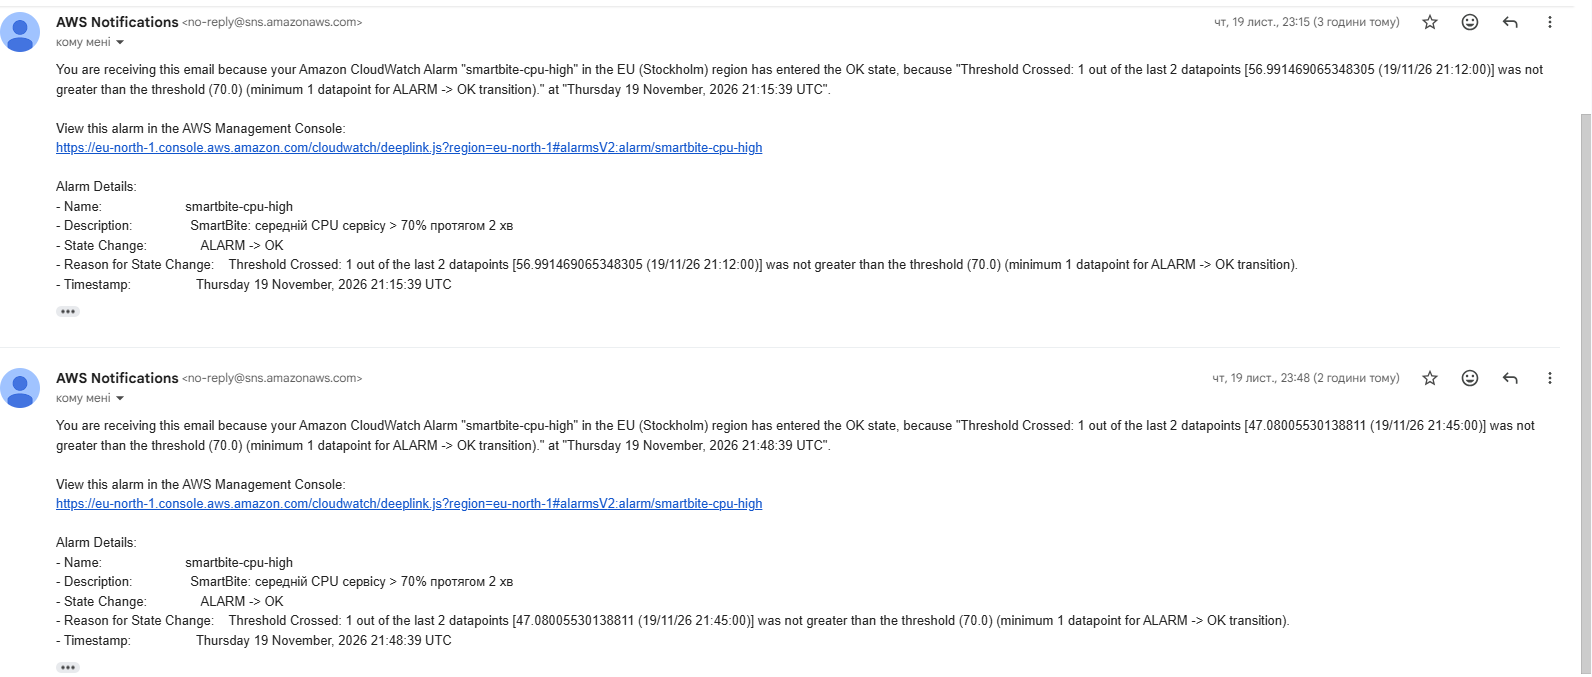 AWS Notifications <no-reply@sns.amazonaws.com>
чт, 19 лист., 23:15 (3 години тому)
кому мені
You are receiving this email because your Amazon CloudWatch Alarm "smartbite-cpu-high" in the EU (Stockholm) region has entered the OK state, because "Threshold Crossed: 1 out of the last 2 datapoints [56.991469065348305 (19/11/26 21:12:00)] was not
greater than the threshold (70.0) (minimum 1 datapoint for ALARM -> OK transition)." at "Thursday 19 November, 2026 21:15:39 UTC".
View this alarm in the AWS Management Console:
https://eu-north-1.console.aws.amazon.com/cloudwatch/deeplink.js?region=eu-north-1#alarmsV2:alarm/smartbite-cpu-high
Alarm Details:
- Name: smartbite-cpu-high
- Description: SmartBite: середній CPU сервісу > 70% протягом 2 хв
- State Change: ALARM -> OK
- Reason for State Change: Threshold Crossed: 1 out of the last 2 datapoints [56.991469065348305 (19/11/26 21:12:00)] was not greater than the threshold (70.0) (minimum 1 datapoint for ALARM -> OK transition).
- Timestamp: Thursday 19 November, 2026 21:15:39 UTC
AWS Notifications <no-reply@sns.amazonaws.com>
чт, 19 лист., 23:48 (2 години тому)
кому мені
You are receiving this email because your Amazon CloudWatch Alarm "smartbite-cpu-high" in the EU (Stockholm) region has entered the OK state, because "Threshold Crossed: 1 out of the last 2 datapoints [47.08005530138811 (19/11/26 21:45:00)] was not
greater than the threshold (70.0) (minimum 1 datapoint for ALARM -> OK transition)." at "Thursday 19 November, 2026 21:48:39 UTC".
View this alarm in the AWS Management Console:
https://eu-north-1.console.aws.amazon.com/cloudwatch/deeplink.js?region=eu-north-1#alarmsV2:alarm/smartbite-cpu-high
Alarm Details:
- Name: smartbite-cpu-high
- Description: SmartBite: середній CPU сервісу > 70% протягом 2 хв
- State Change: ALARM -> OK
- Reason for State Change: Threshold Crossed: 1 out of the last 2 datapoints [47.08005530138811 (19/11/26 21:45:00)] was not greater than the threshold (70.0) (minimum 1 datapoint for ALARM -> OK transition).
- Timestamp: Thursday 19 November, 2026 21:48:39 UTC